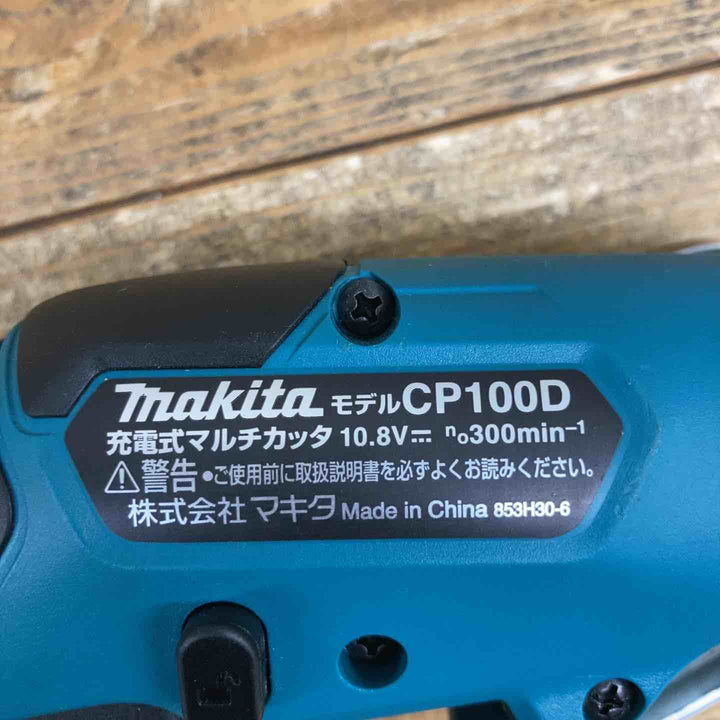 makita モデルCP100D
充電式マルチカッタ 10.8V⎓ n₀300min⁻¹
⚠警告 ●ご使用前に取扱説明書を必ずよくお読みください。
株式会社 マキタ Made in China 853H30-6